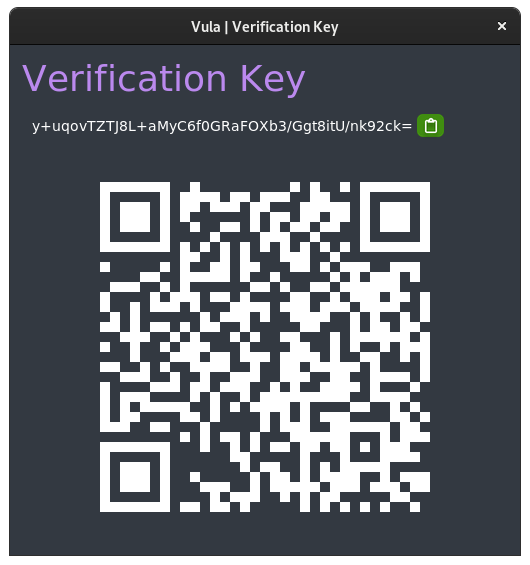 Vula | Verification Key
Verification Key
y+uqovTZTJ8L+aMyC6f0GRaFOXb3/Ggt8itU/nk92ck=